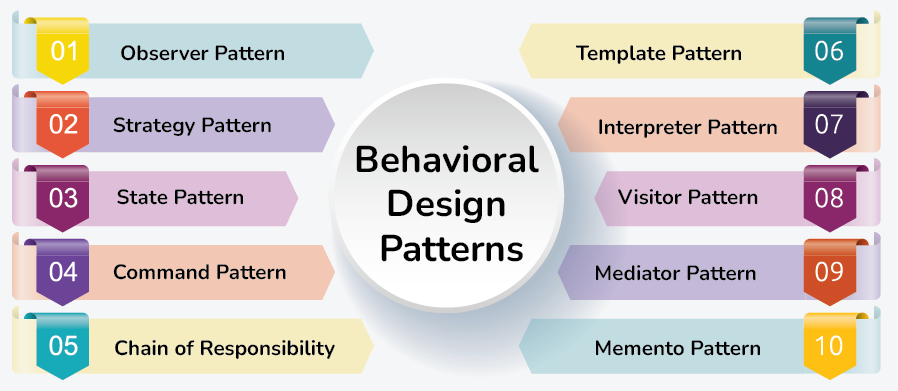 01 Observer Pattern
02 Strategy Pattern
03 State Pattern
04 Command Pattern
05 Chain of Responsibility
Behavioral
Design
Patterns
Template Pattern 06
Interpreter Pattern 07
Visitor Pattern 08
Mediator Pattern 09
Memento Pattern 10